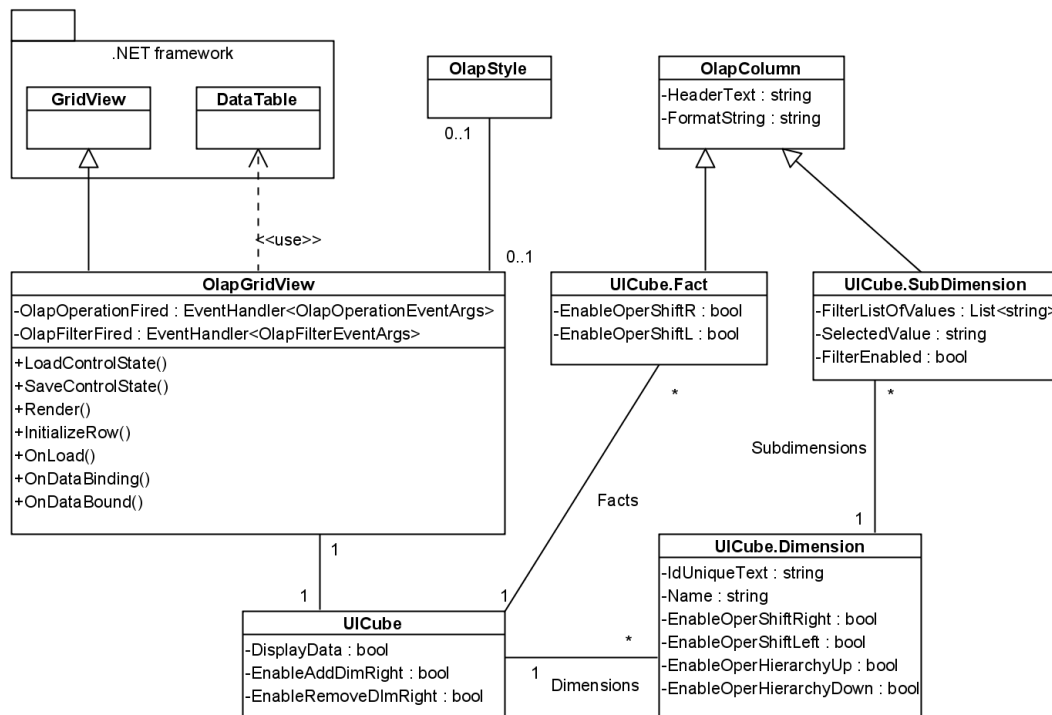 .NET framework
GridView
DataTable
OlapStyle
0..1
0..1
OlapColumn
-HeaderText : string
-FormatString : string
<<use>>
OlapGridView
-OlapOperationFired : EventHandler<OlapOperationEventArgs>
-OlapFilterFired : EventHandler<OlapFilterEventArgs>
+LoadControlState()
+SaveControlState()
+Render()
+InitializeRow()
+OnLoad()
+OnDataBinding()
+OnDataBound()
UICube.Fact
-EnableOperShiftR : bool
-EnableOperShiftL : bool
UICube.SubDimension
-FilterListOfValues : List<string>
-SelectedValue : string
-FilterEnabled : bool
*
*
Subdimensions
Facts
1
1
1
1
UICube
-DisplayData : bool
-EnableAddDimRight : bool
-EnableRemoveDImRight : bool
*
1
Dimensions
UICube.Dimension
-IdUniqueText : string
-Name : string
-EnableOperShiftRight : bool
-EnableOperShiftLeft : bool
-EnableOperHierarchyUp : bool
-EnableOperHierarchyDown : bool